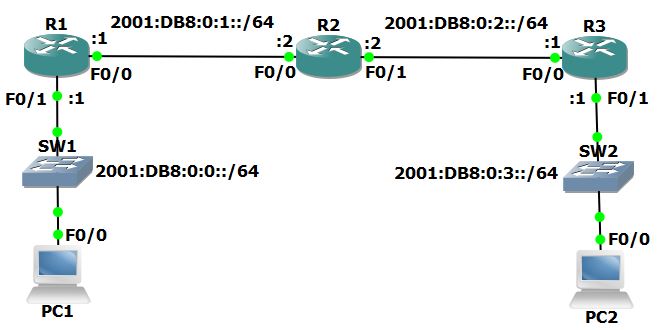 R1
2001:DB8:0:1::/64
R2
2001:DB8:0:2::/64
R3
:1
:2
:2
:1
F0/0
F0/0
F0/1
F0/0
F0/1
:1
:1
F0/1
SW1
SW2
2001:DB8:0:0::/64
2001:DB8:0:3::/64
F0/0
F0/0
PC1
PC2